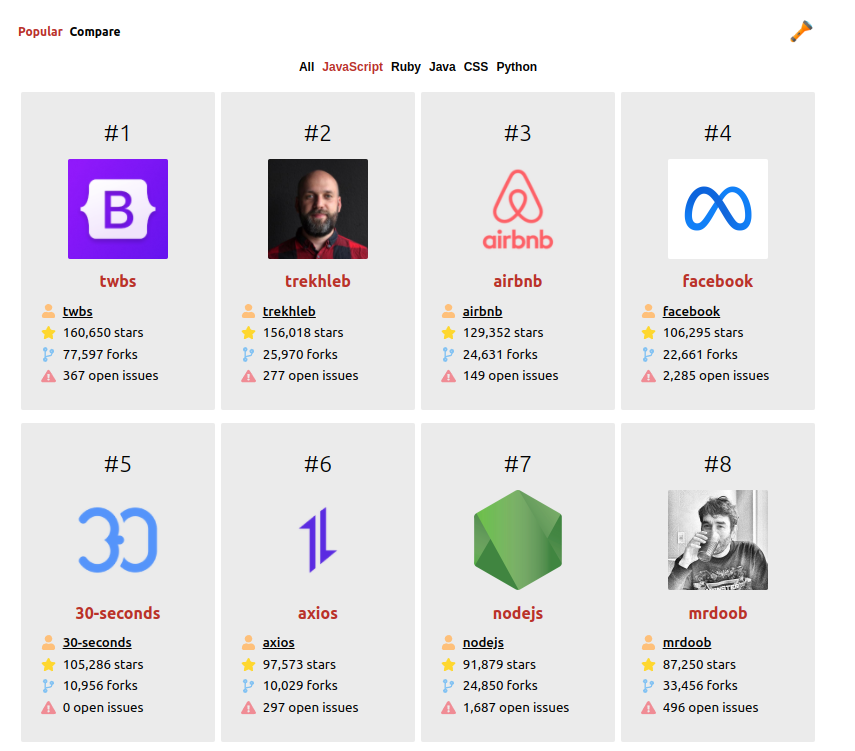 Popular Compare
All JavaScript Ruby Java CSS Python
#1
B
twbs
twbs
160,650 stars
77,597 forks
367 open issues
#2
trekhleb
trekhleb
156,018 stars
25,970 forks
277 open issues
#3
airbnb
airbnb
airbnb
129,352 stars
24,631 forks
149 open issues
#4
facebook
facebook
106,295 stars
22,661 forks
2,285 open issues
#5
30-seconds
30-seconds
105,286 stars
10,956 forks
0 open issues
#6
axios
axios
97,573 stars
10,029 forks
297 open issues
#7
nodejs
nodejs
91,879 stars
24,850 forks
1,687 open issues
#8
mrdoob
mrdoob
87,250 stars
33,456 forks
496 open issues